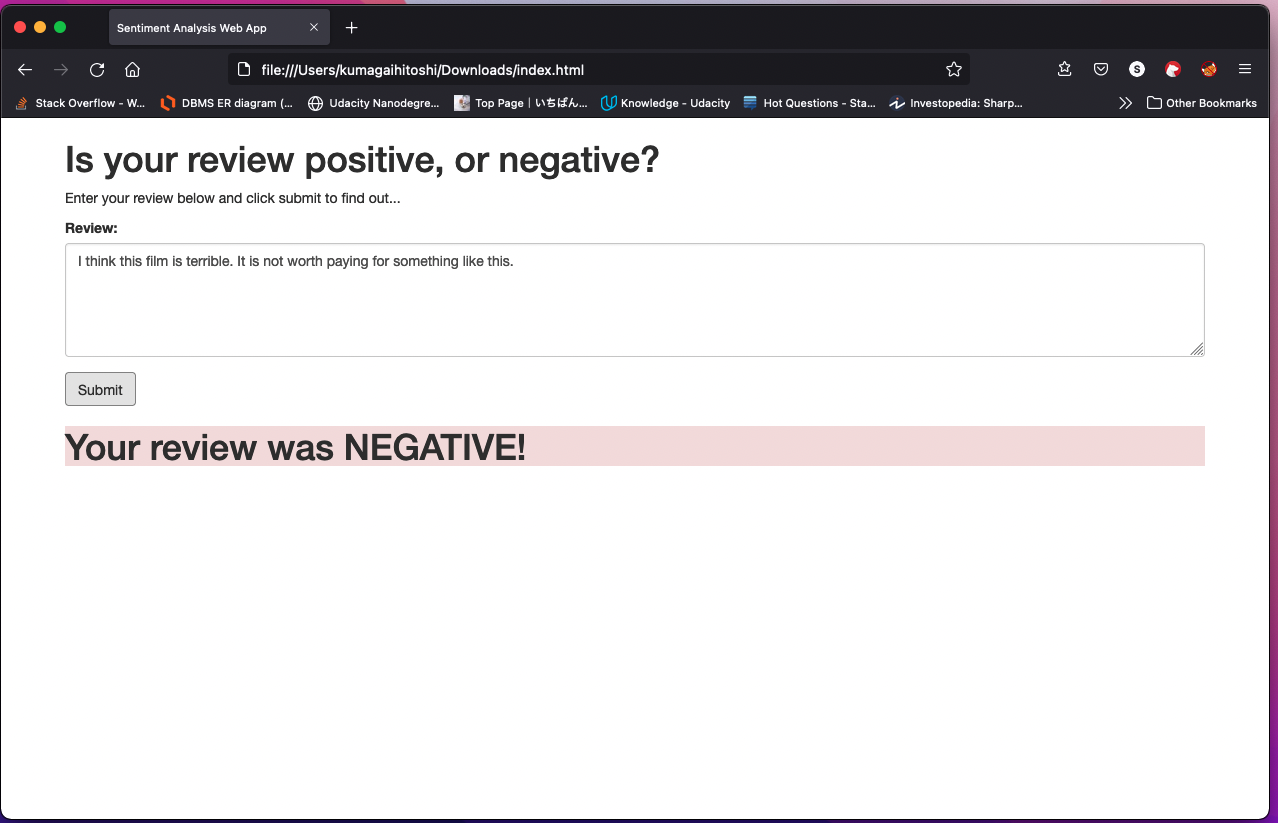 Sentiment Analysis Web App
file:///Users/kumagaihitoshi/Downloads/index.html
S
Stack Overflow - W... DBMS ER diagram (... Udacity Nanodegre... Top Page | いちばん... Knowledge - Udacity Hot Questions - Sta... Investopedia: Sharp... Other Bookmarks
Is your review positive, or negative?
Enter your review below and click submit to find out...
Review:
I think this film is terrible. It is not worth paying for something like this.
Submit
Your review was NEGATIVE!